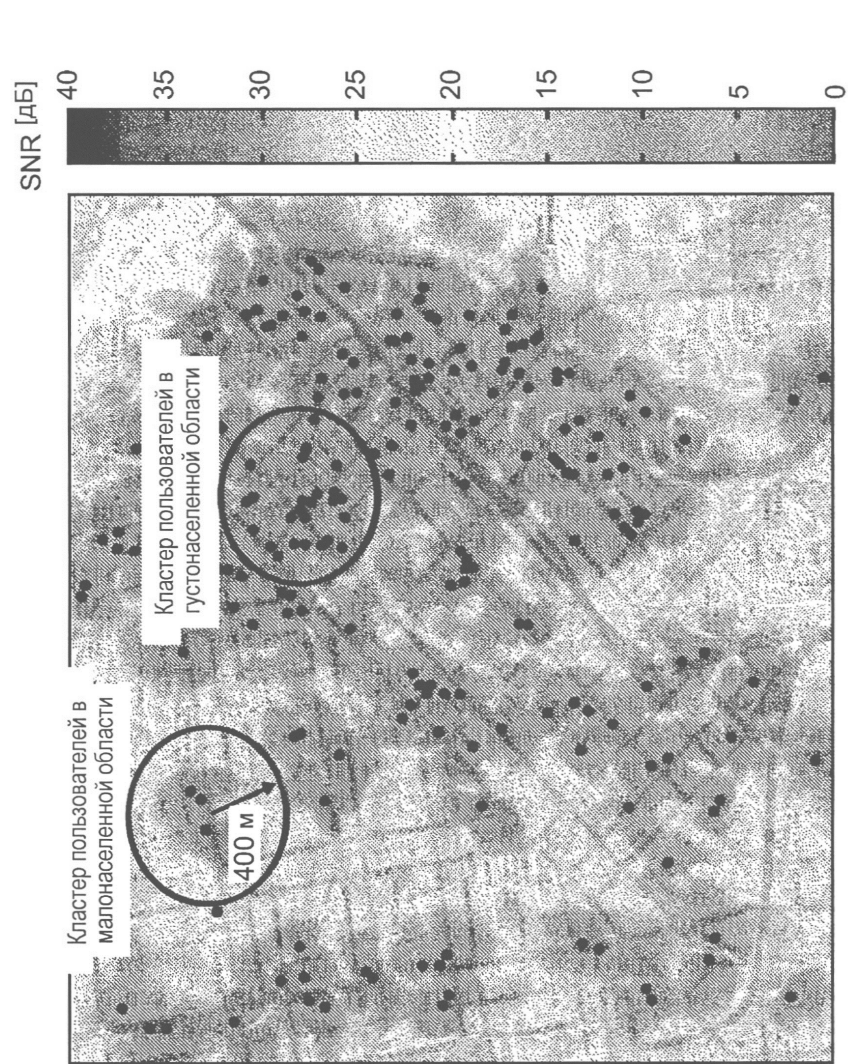 SNR [дБ]
40
35
30
25
20
15
10
5
0
Кластер пользователей в
густонаселенной области
Кластер пользователей в
малонаселенной области
400 м